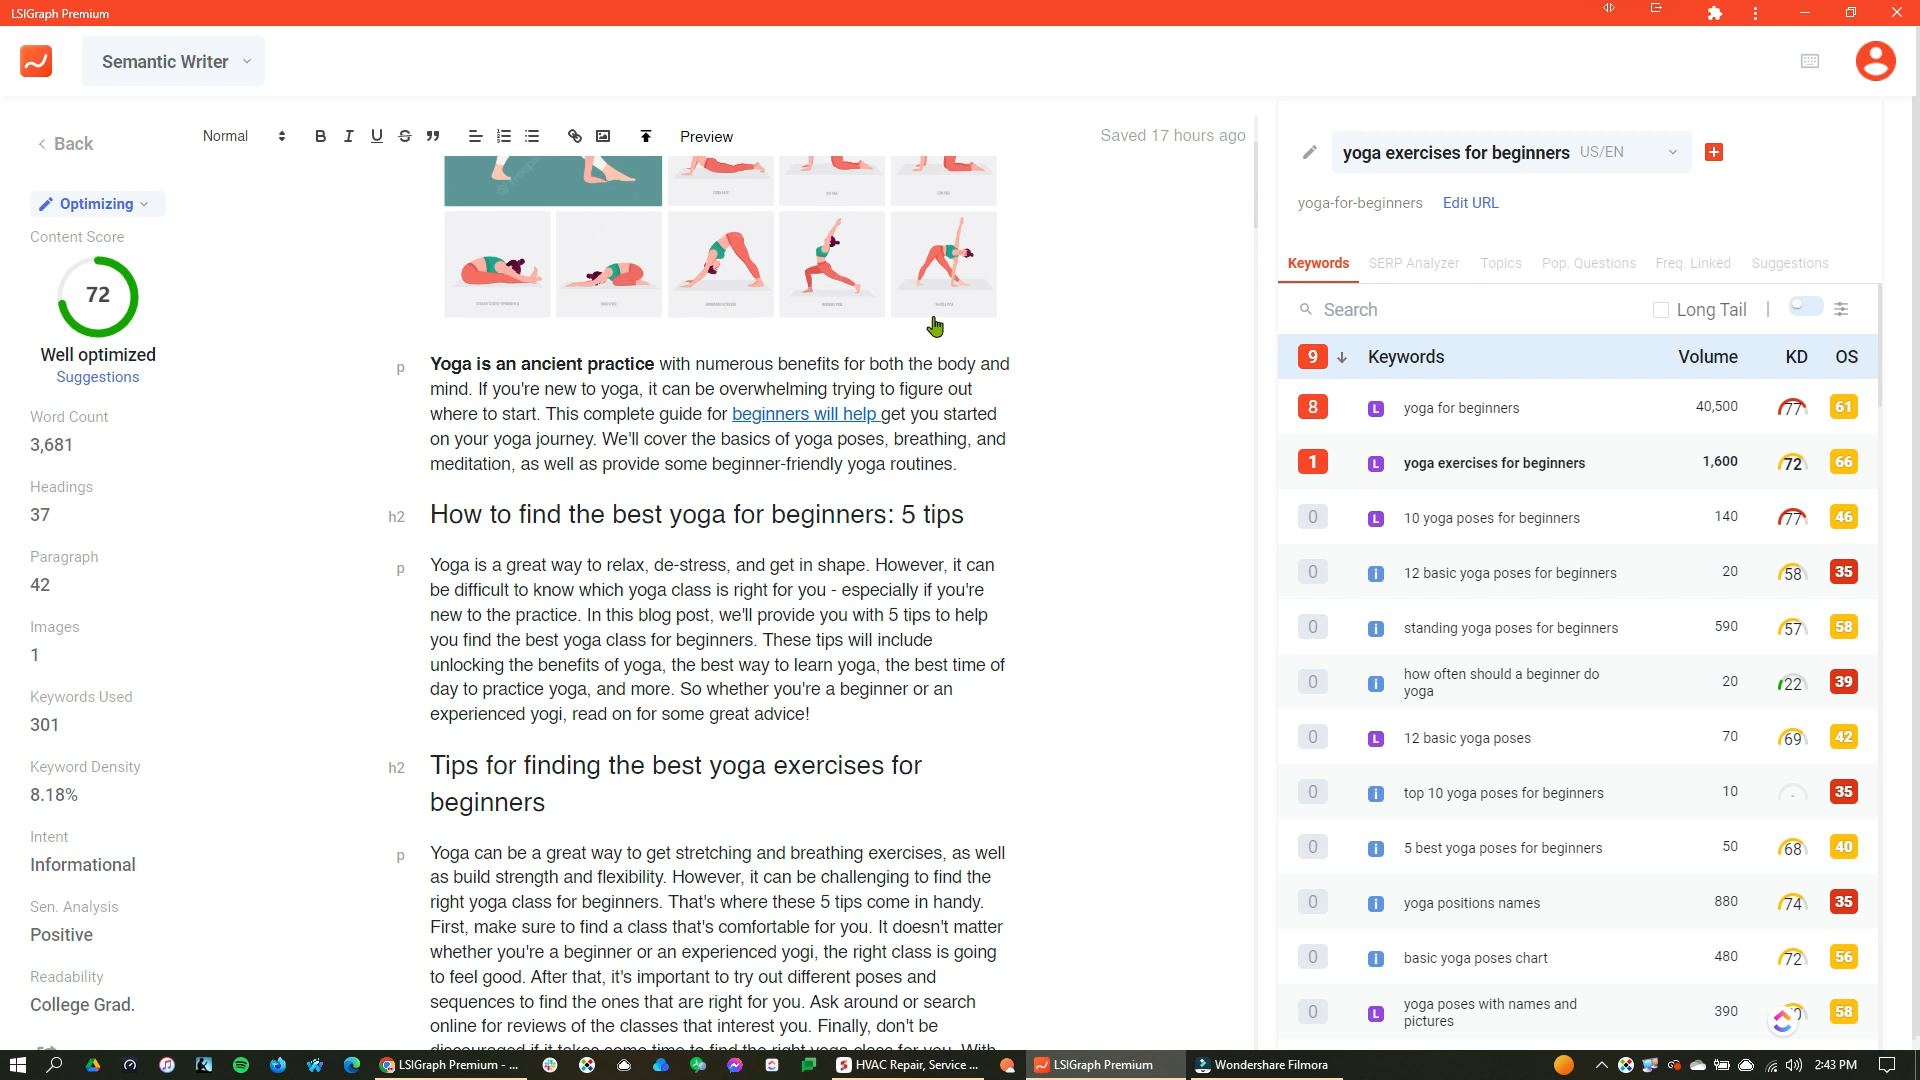 LSIGraph Premium
Semantic Writer
Back
Normal
B I U S
Preview
Saved 17 hours ago
Optimizing
Content Score
72
Well optimized
Suggestions
Word Count
3,681
Headings
37
Paragraph
42
Images
1
Keywords Used
301
Keyword Density
8.18%
Intent
Informational
Sen. Analysis
Positive
Readability
College Grad.
p
Yoga is an ancient practice with numerous benefits for both the body and
mind. If you're new to yoga, it can be overwhelming trying to figure out
where to start. This complete guide for beginners will help get you started
on your yoga journey. We'll cover the basics of yoga poses, breathing, and
meditation, as well as provide some beginner-friendly yoga routines.
h2
How to find the best yoga for beginners: 5 tips
p
Yoga is a great way to relax, de-stress, and get in shape. However, it can
be difficult to know which yoga class is right for you - especially if you're
new to the practice. In this blog post, we'll provide you with 5 tips to help
you find the best yoga class for beginners. These tips will include
unlocking the benefits of yoga, the best way to learn yoga, the best time of
day to practice yoga, and more. So whether you're a beginner or an
experienced yogi, read on for some great advice!
h2
Tips for finding the best yoga exercises for
beginners
p
Yoga can be a great way to get stretching and breathing exercises, as well
as build strength and flexibility. However, it can be challenging to find the
right yoga class for beginners. That's where these 5 tips come in handy.
First, make sure to find a class that's comfortable for you. It doesn't matter
whether you're a beginner or an experienced yogi, the right class is going
to feel good. After that, it's important to try out different poses and
sequences to find the ones that are right for you. Ask around or search
online for reviews of the classes that interest you. Finally, don't be
discouraged if it takes some time to find the right yoga class for you. With
yoga exercises for beginners US/EN
yoga-for-beginners Edit URL
Keywords SERP Analyzer Topics Pop. Questions Freq. Linked Suggestions
Search
Long Tail
9 Keywords Volume KD OS
8 L yoga for beginners 40,500 77 61
1 L yoga exercises for beginners 1,600 72 66
0 L 10 yoga poses for beginners 140 77 46
0 i 12 basic yoga poses for beginners 20 58 35
0 i standing yoga poses for beginners 590 57 58
0 i how often should a beginner do
yoga 20 22 39
0 L 12 basic yoga poses 70 69 42
0 i top 10 yoga poses for beginners 10 - 35
0 i 5 best yoga poses for beginners 50 68 40
0 i yoga positions names 880 74 35
0 i basic yoga poses chart 480 72 56
0 L yoga poses with names and
pictures 390 58
LSIGraph Premium - ...
HVAC Repair, Service ...
LSIGraph Premium
Wondershare Filmora
2:43 PM